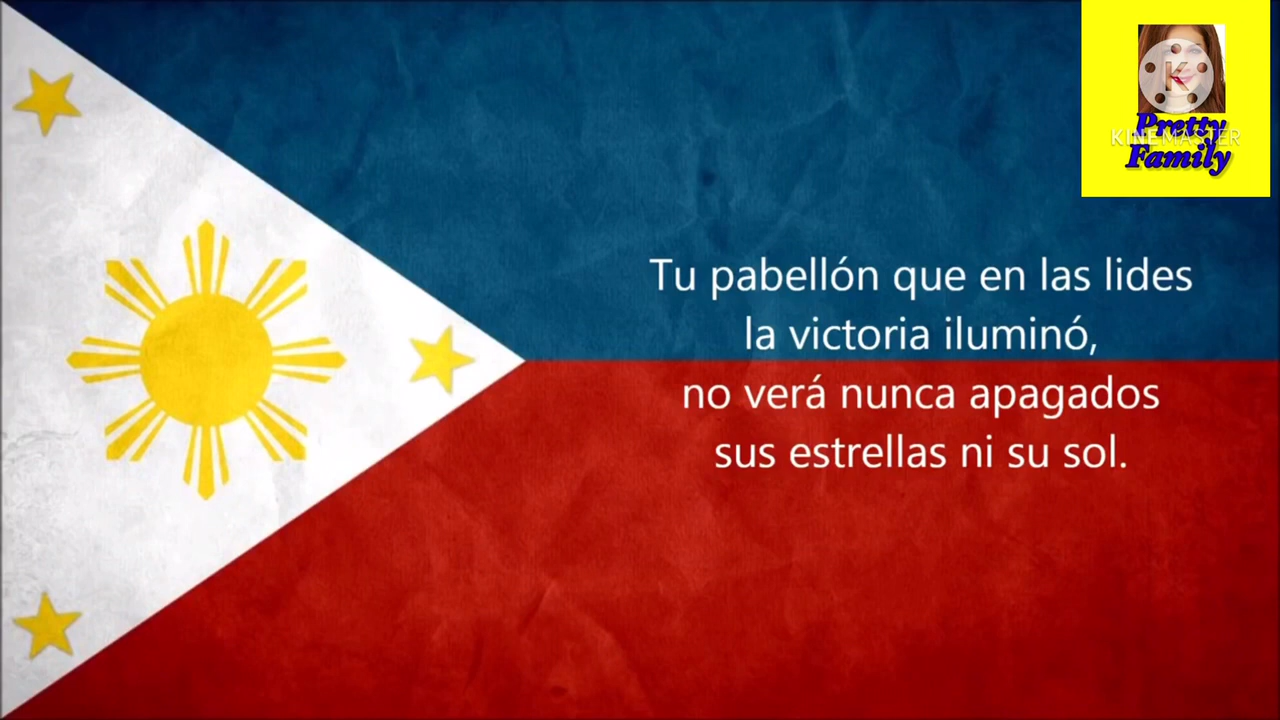 Pretty
KINEMASTER
Family
Tu pabellón que en las lides
la victoria iluminó,
no verá nunca apagados
sus estrellas ni su sol.